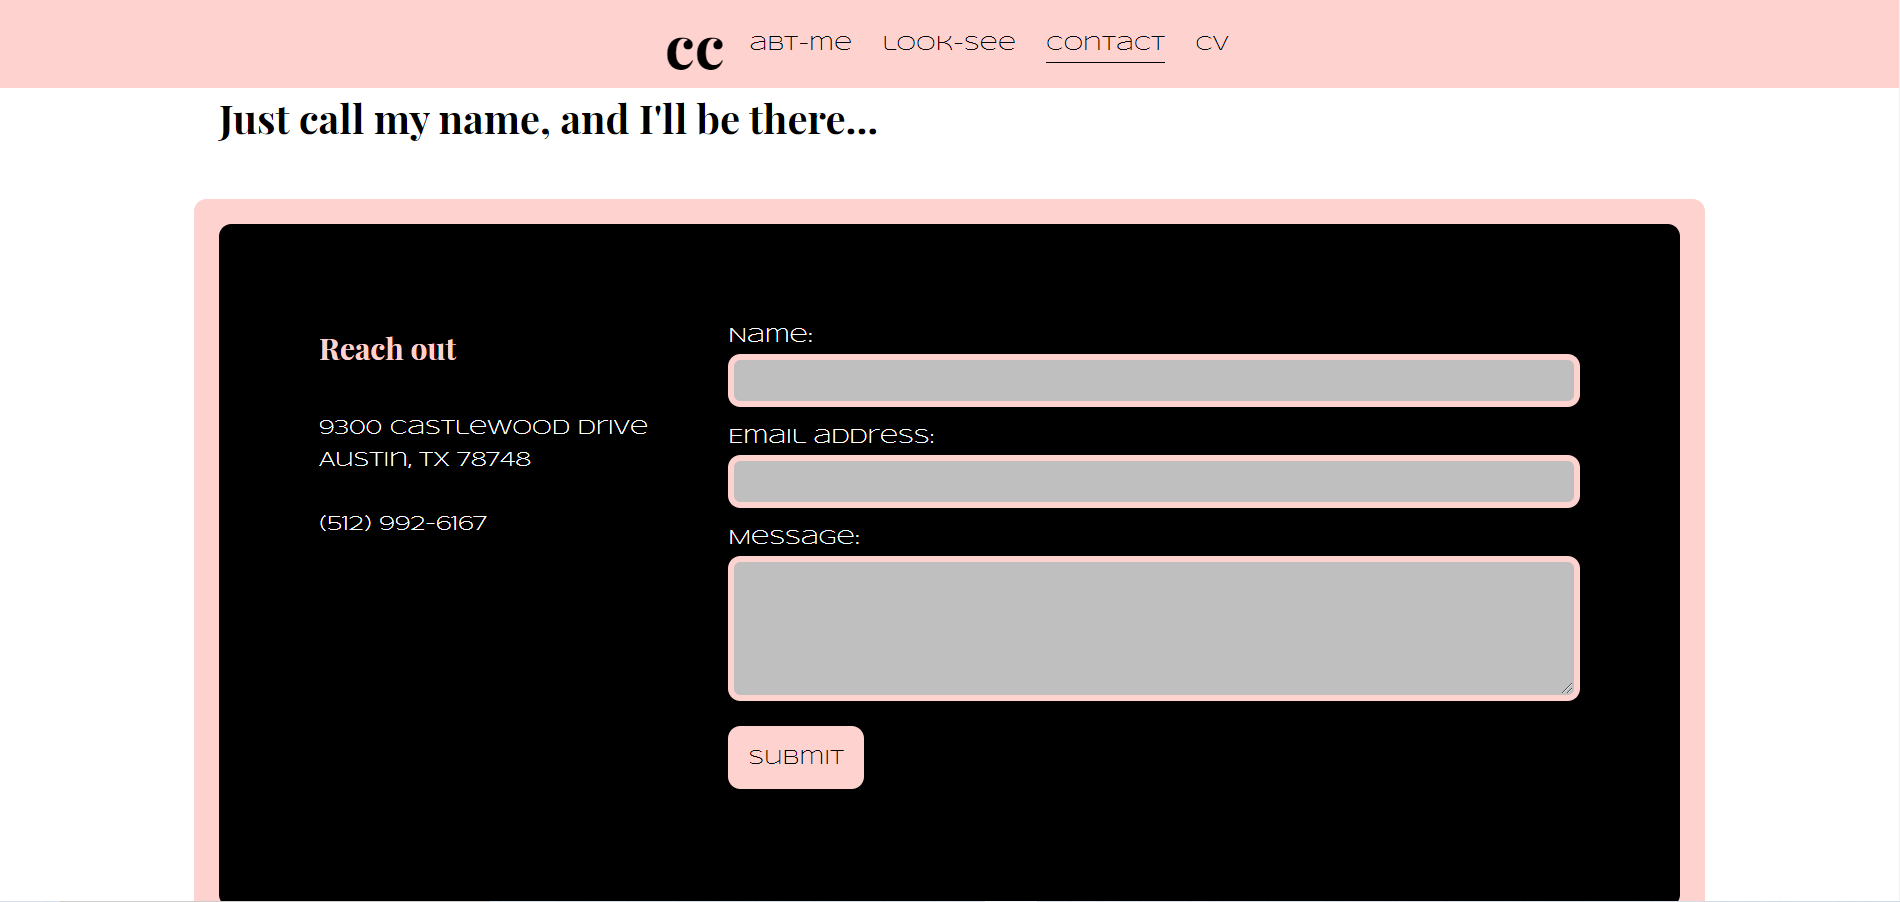 cc
aBT-me
Look-see
contact
cv
Just call my name, and I'll be there...
Reach out
9300 Castlewood Drive
Austin, TX 78748
(512) 992-6167
Name:
Email address:
Message:
submit